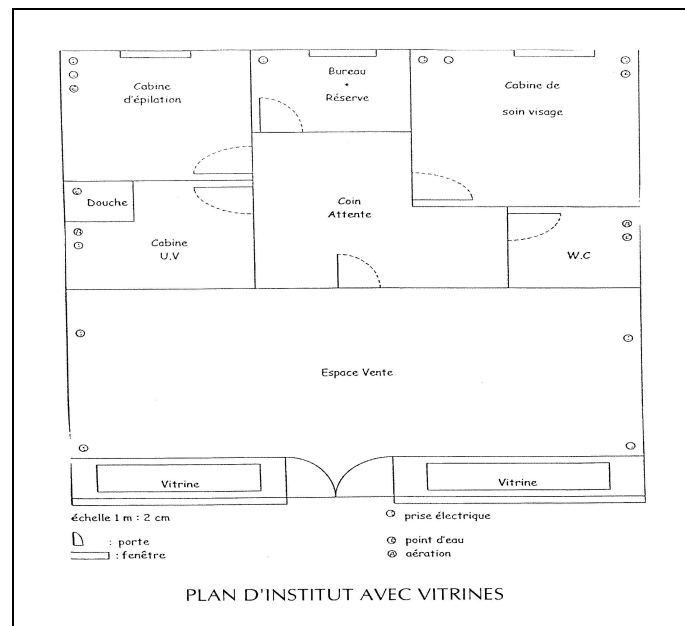 Cabine
d'épilation
Bureau
+
Réserve
Cabine de
soin visage
Douche
Coin
Attente
Cabine
U.V
W.C
Espace Vente
Vitrine
Vitrine
échelle 1 m : 2 cm
: porte
: fenêtre
prise électrique
point d'eau
aération
PLAN D'INSTITUT AVEC VITRINES